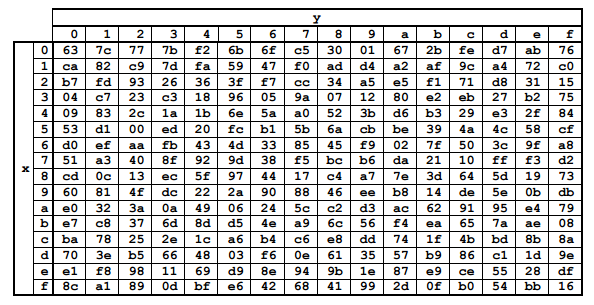 y
0 1 2 3 4 5 6 7 8 9 a b c d e f
0 63 7c 77 7b f2 6b 6f c5 30 01 67 2b fe d7 ab 76
1 ca 82 c9 7d fa 59 47 f0 ad d4 a2 af 9c a4 72 c0
2 b7 fd 93 26 36 3f f7 cc 34 a5 e5 f1 71 d8 31 15
3 04 c7 23 c3 18 96 05 9a 07 12 80 e2 eb 27 b2 75
4 09 83 2c 1a 1b 6e 5a a0 52 3b d6 b3 29 e3 2f 84
5 53 d1 00 ed 20 fc b1 5b 6a cb be 39 4a 4c 58 cf
6 d0 ef aa fb 43 4d 33 85 45 f9 02 7f 50 3c 9f a8
x 7 51 a3 40 8f 92 9d 38 f5 bc b6 da 21 10 ff f3 d2
8 cd 0c 13 ec 5f 97 44 17 c4 a7 7e 3d 64 5d 19 73
9 60 81 4f dc 22 2a 90 88 46 ee b8 14 de 5e 0b db
a e0 32 3a 0a 49 06 24 5c c2 d3 ac 62 91 95 e4 79
b e7 c8 37 6d 8d d5 4e a9 6c 56 f4 ea 65 7a ae 08
c ba 78 25 2e 1c a6 b4 c6 e8 dd 74 1f 4b bd 8b 8a
d 70 3e b5 66 48 03 f6 0e 61 35 57 b9 86 c1 1d 9e
e e1 f8 98 11 69 d9 8e 94 9b 1e 87 e9 ce 55 28 df
f 8c a1 89 0d bf e6 42 68 41 99 2d 0f b0 54 bb 16